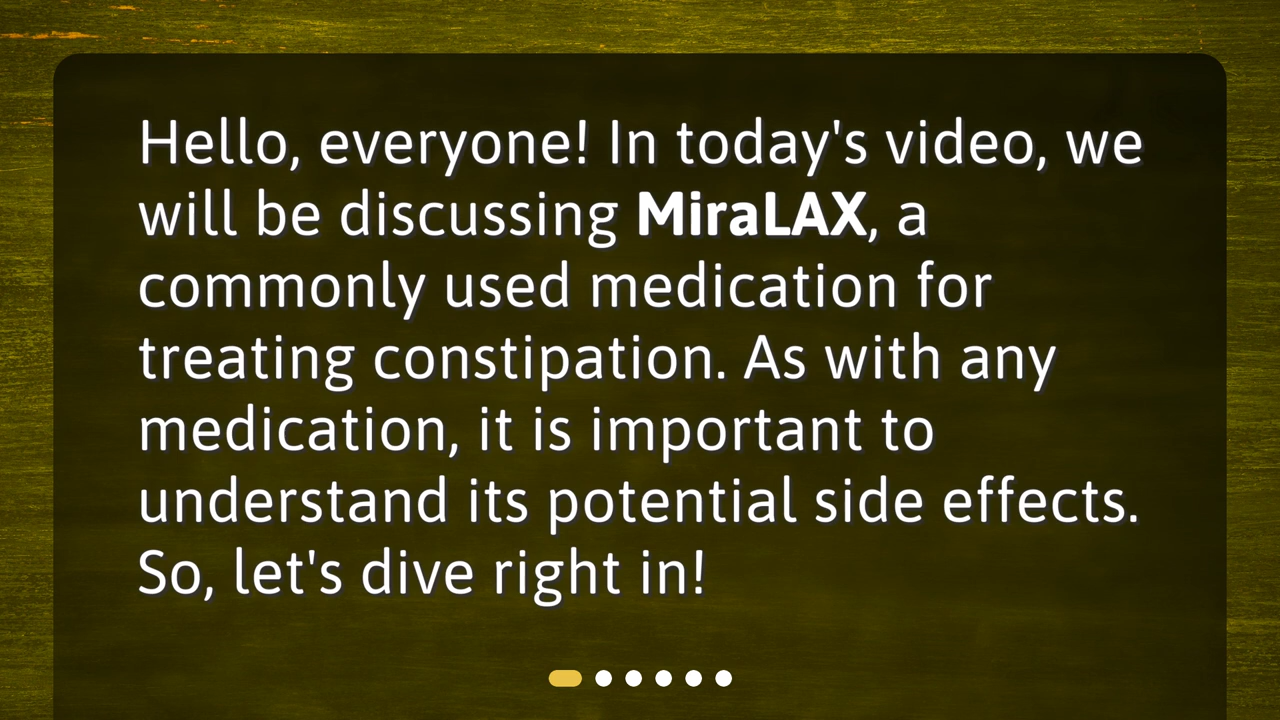 Hello, everyone! In today's video, we
will be discussing MiraLAX, a
commonly used medication for
treating constipation. As with any
medication, it is important to
understand its potential side effects.
So, let's dive right in!